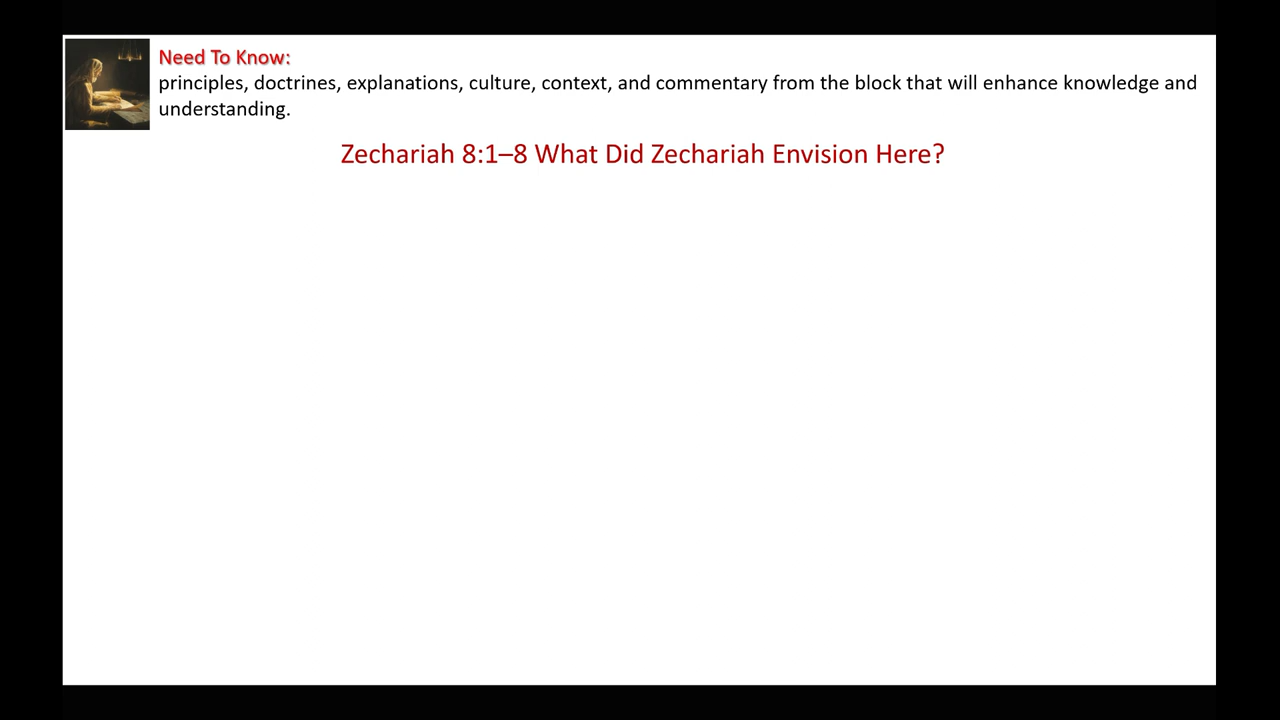 Need To Know:
principles, doctrines, explanations, culture, context, and commentary from the block that will enhance knowledge and
understanding.
Zechariah 8:1–8 What Did Zechariah Envision Here?